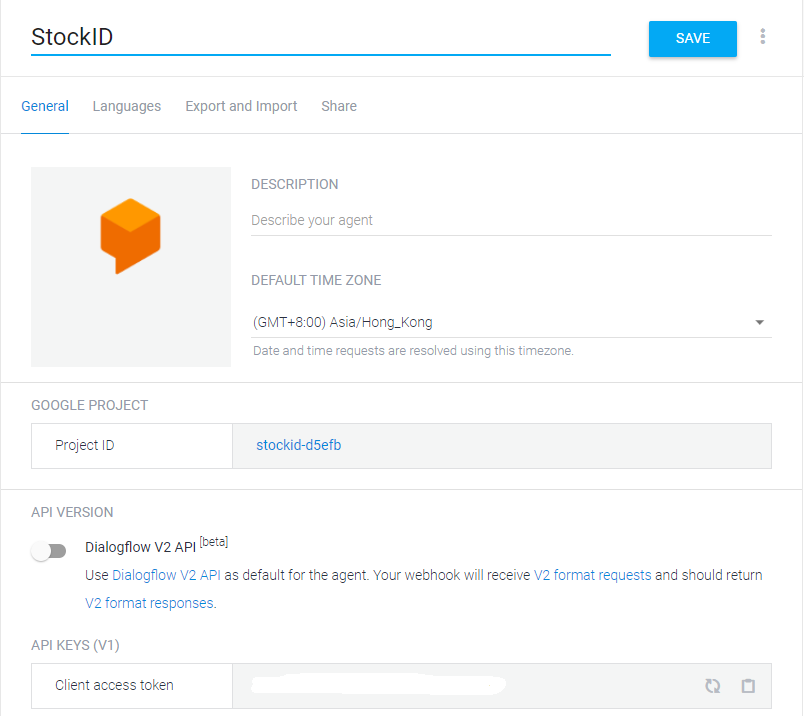 StockID
SAVE
General Languages Export and Import Share
DESCRIPTION
Describe your agent
DEFAULT TIME ZONE
(GMT+8:00) Asia/Hong_Kong
Date and time requests are resolved using this timezone.
GOOGLE PROJECT
Project ID stockid-d5efb
API VERSION
Dialogflow V2 API [beta]
Use Dialogflow V2 API as default for the agent. Your webhook will receive V2 format requests and should return
V2 format responses.
API KEYS (V1)
Client access token